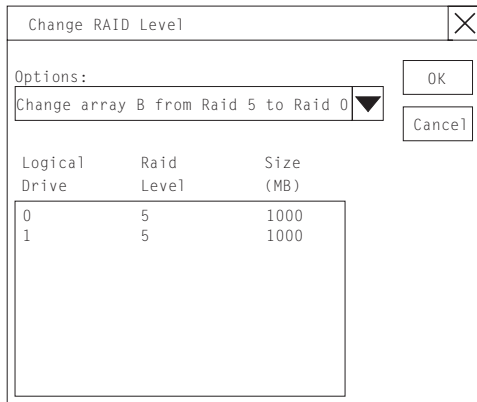 Change RAID Level
Options:
OK
Change array B from Raid 5 to Raid 0
Cancel
Logical Drive Raid Level Size (MB)
0 5 1000
1 5 1000